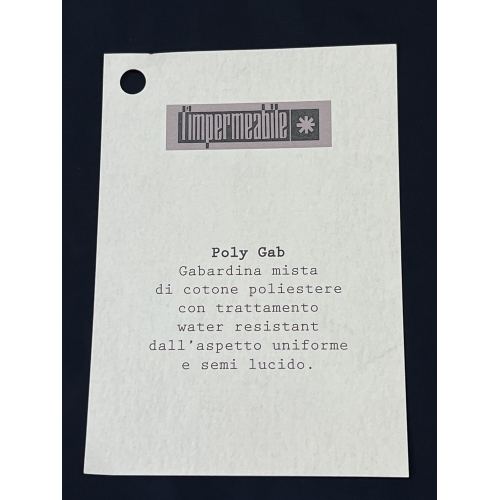 l'impermeabile
Poly Gab
Gabardina mista
di cotone poliestere
con trattamento
water resistant
dall'aspetto uniforme
e semi lucido.